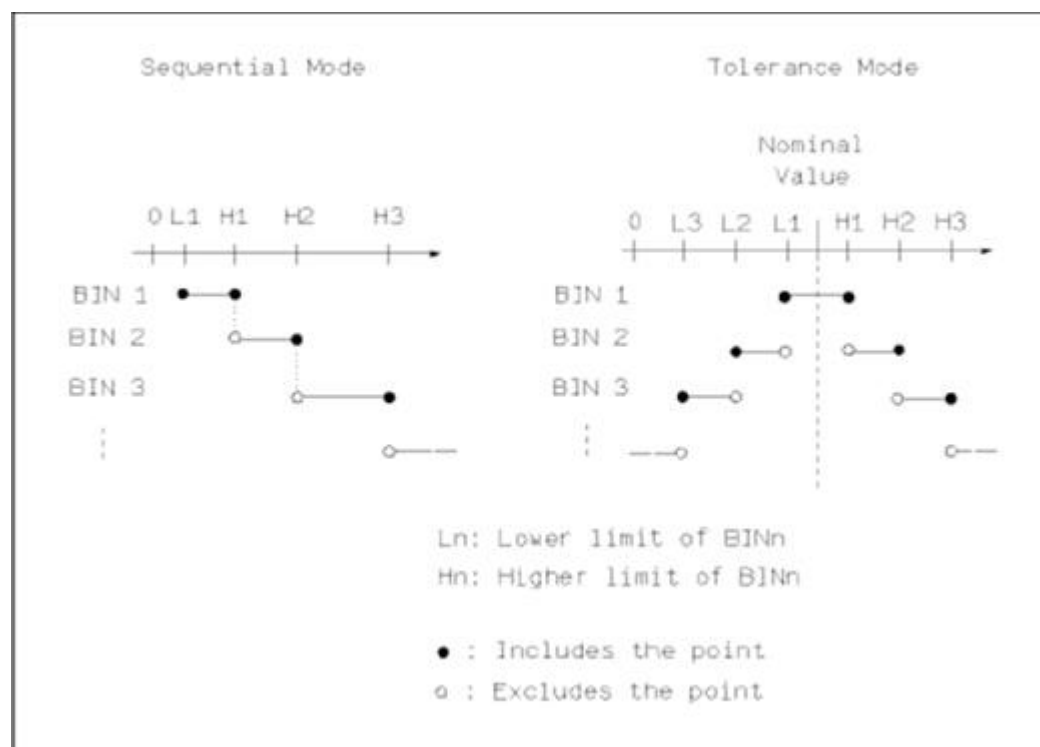 Sequential Mode
Tolerance Mode
Nominal
Value
0 L1 H1 H2 H3
0 L3 L2 L1 H1 H2 H3
BIN 1
BIN 1
BIN 2
BIN 2
BIN 3
BIN 3
Ln: Lower limit of BINn
Hn: Higher limit of BINn
● : Includes the point
○ : Excludes the point